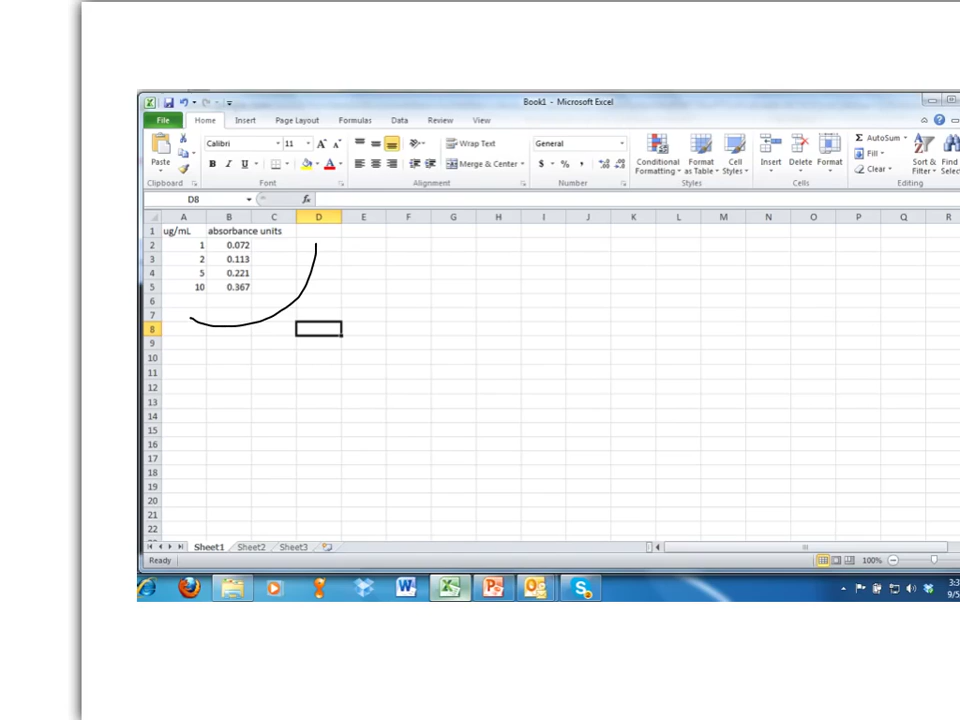 Book1 - Microsoft Excel
File Home Insert Page Layout Formulas Data Review View
Calibri 11 A A Wrap Text General AutoSum
Paste B I U Merge & Center $ % , Conditional Formatting Format as Table Cell Styles Insert Delete Format Fill Clear Sort & Filter Find
Clipboard Font Alignment Number Styles Cells Editing
D8 fx
A B C D E F G H I J K L M N O P Q R
1 ug/mL absorbance units
2 1 0.072
3 2 0.113
4 5 0.221
5 10 0.367
6
7
8
9
10
11
12
13
14
15
16
17
18
19
20
21
22
Sheet1 Sheet2 Sheet3
Ready 100%